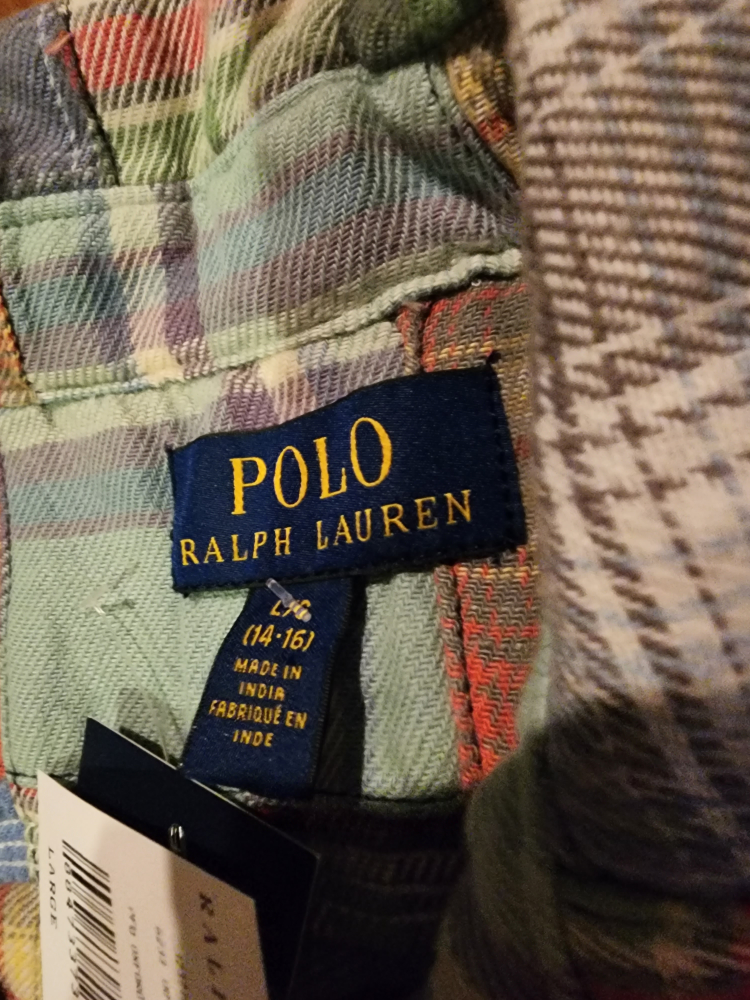 POLO
RALPH LAUREN
L/G
(14-16)
MADE IN
INDIA
FABRIQUÉ EN
INDE
LARGE